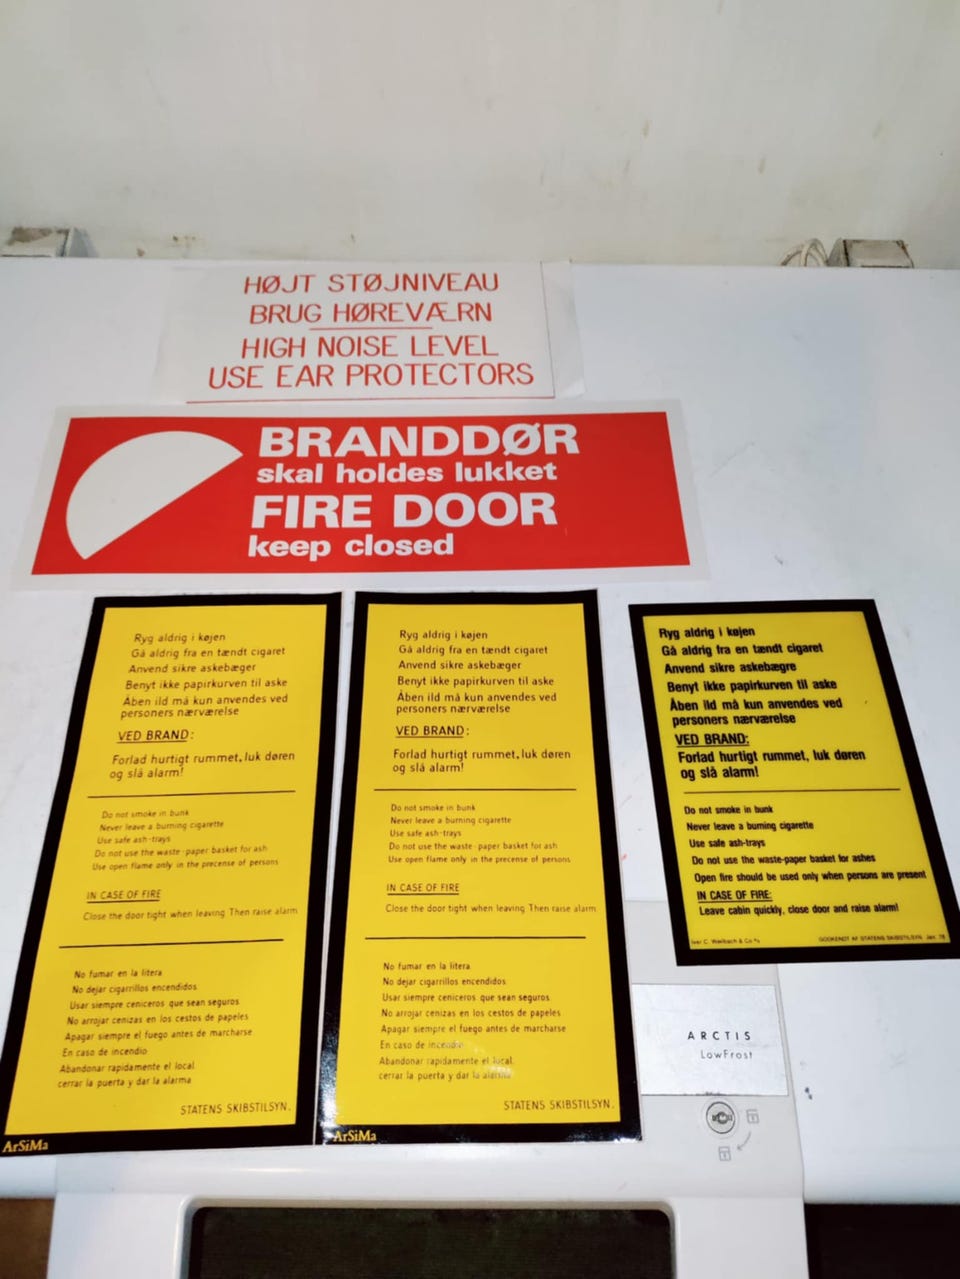 HØJT STØJNIVEAU
BRUG HØREVÆRN
HIGH NOISE LEVEL
USE EAR PROTECTORS
BRANDDØR
skal holdes lukket
FIRE DOOR
keep closed
Ryg aldrig i køjen
Gå aldrig fra en tændt cigaret
Anvend sikre askebæger
Benyt ikke papirkurven til aske
Åben ild må kun anvendes ved
personers nærværelse
VED BRAND:
Forlad hurtigt rummet, luk døren
og slå alarm!
Do not smoke in bunk
Never leave a burning cigarette
Use safe ash-trays
Do not use the waste-paper basket for ash
Use open flame only in the precense of persons
IN CASE OF FIRE
Close the door tight when leaving Then raise alarm
No fumar en la litera
No dejar cigarrillos encendidos
Usar siempre ceniceros que sean seguros
No arrojar cenizas en los cestos de papeles
Apagar siempre el fuego antes de marcharse
En caso de incendio
Abandonar rapidamente el local
cerrar la puerta y dar la alarma
STATENS SKIBSTILSYN.
ArSiMa
Ryg aldrig i køjen
Gå aldrig fra en tændt cigaret
Anvend sikre askebæger
Benyt ikke papirkurven til aske
Åben ild må kun anvendes ved
personers nærværelse
VED BRAND:
Forlad hurtigt rummet, luk døren
og slå alarm!
Do not smoke in bunk
Never leave a burning cigarette
Use safe ash-trays
Do not use the waste-paper basket for ash
Use open flame only in the precense of persons
IN CASE OF FIRE
Close the door tight when leaving Then raise alarm
No fumar en la litera
No dejar cigarrillos encendidos
Usar siempre ceniceros que sean seguros
No arrojar cenizas en los cestos de papeles
Apagar siempre el fuego antes de marcharse
En caso de incendio
Abandonar rapidamente el local
cerrar la puerta y dar la alarma
STATENS SKIBSTILSYN.
ArSiMa
Ryg aldrig i køjen
Gå aldrig fra en tændt cigaret
Anvend sikre askebægre
Benyt ikke papirkurven til aske
Åben ild må kun anvendes ved
personers nærværelse
VED BRAND:
Forlad hurtigt rummet, luk døren
og slå alarm!
Do not smoke in bunk
Never leave a burning cigarette
Use safe ash-trays
Do not use the waste-paper basket for ashes
Open fire should be used only when persons are present
IN CASE OF FIRE:
Leave cabin quickly, close door and raise alarm!
Iver C. Weilbach & Co GODKENDT AF STATENS SKIBSTILSYN Jan. 78
ARCTIS
LowFrost